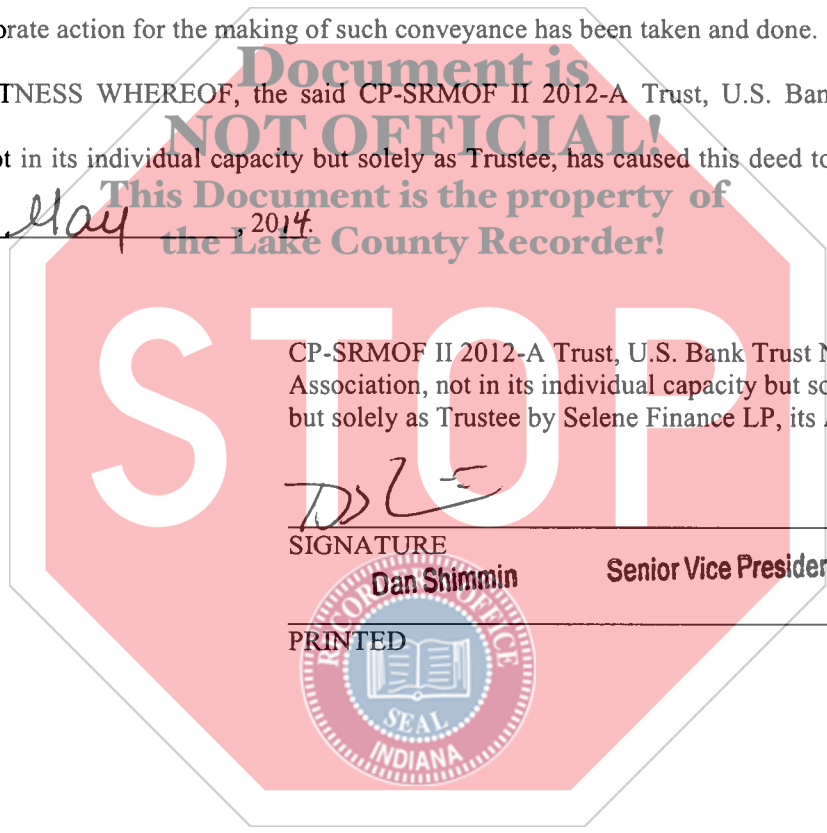 orate action for the making of such conveyance has been taken and done.
Document is
TNESS WHEREOF, the said CP-SRMOF II 2012-A Trust, U.S. Ban
NOT OFFICIAL!
t in its individual capacity but solely as Trustee, has caused this deed to
This Document is the property of
May, 2014.
the Lake County Recorder!
STOP
CP-SRMOF II 2012-A Trust, U.S. Bank Trust N
Association, not in its individual capacity but so
but solely as Trustee by Selene Finance LP, its
SIGNATURE
Dan Shimmin Senior Vice Presiden
PRINTED
RECORDER'S OFFICE
SEAL
INDIANA